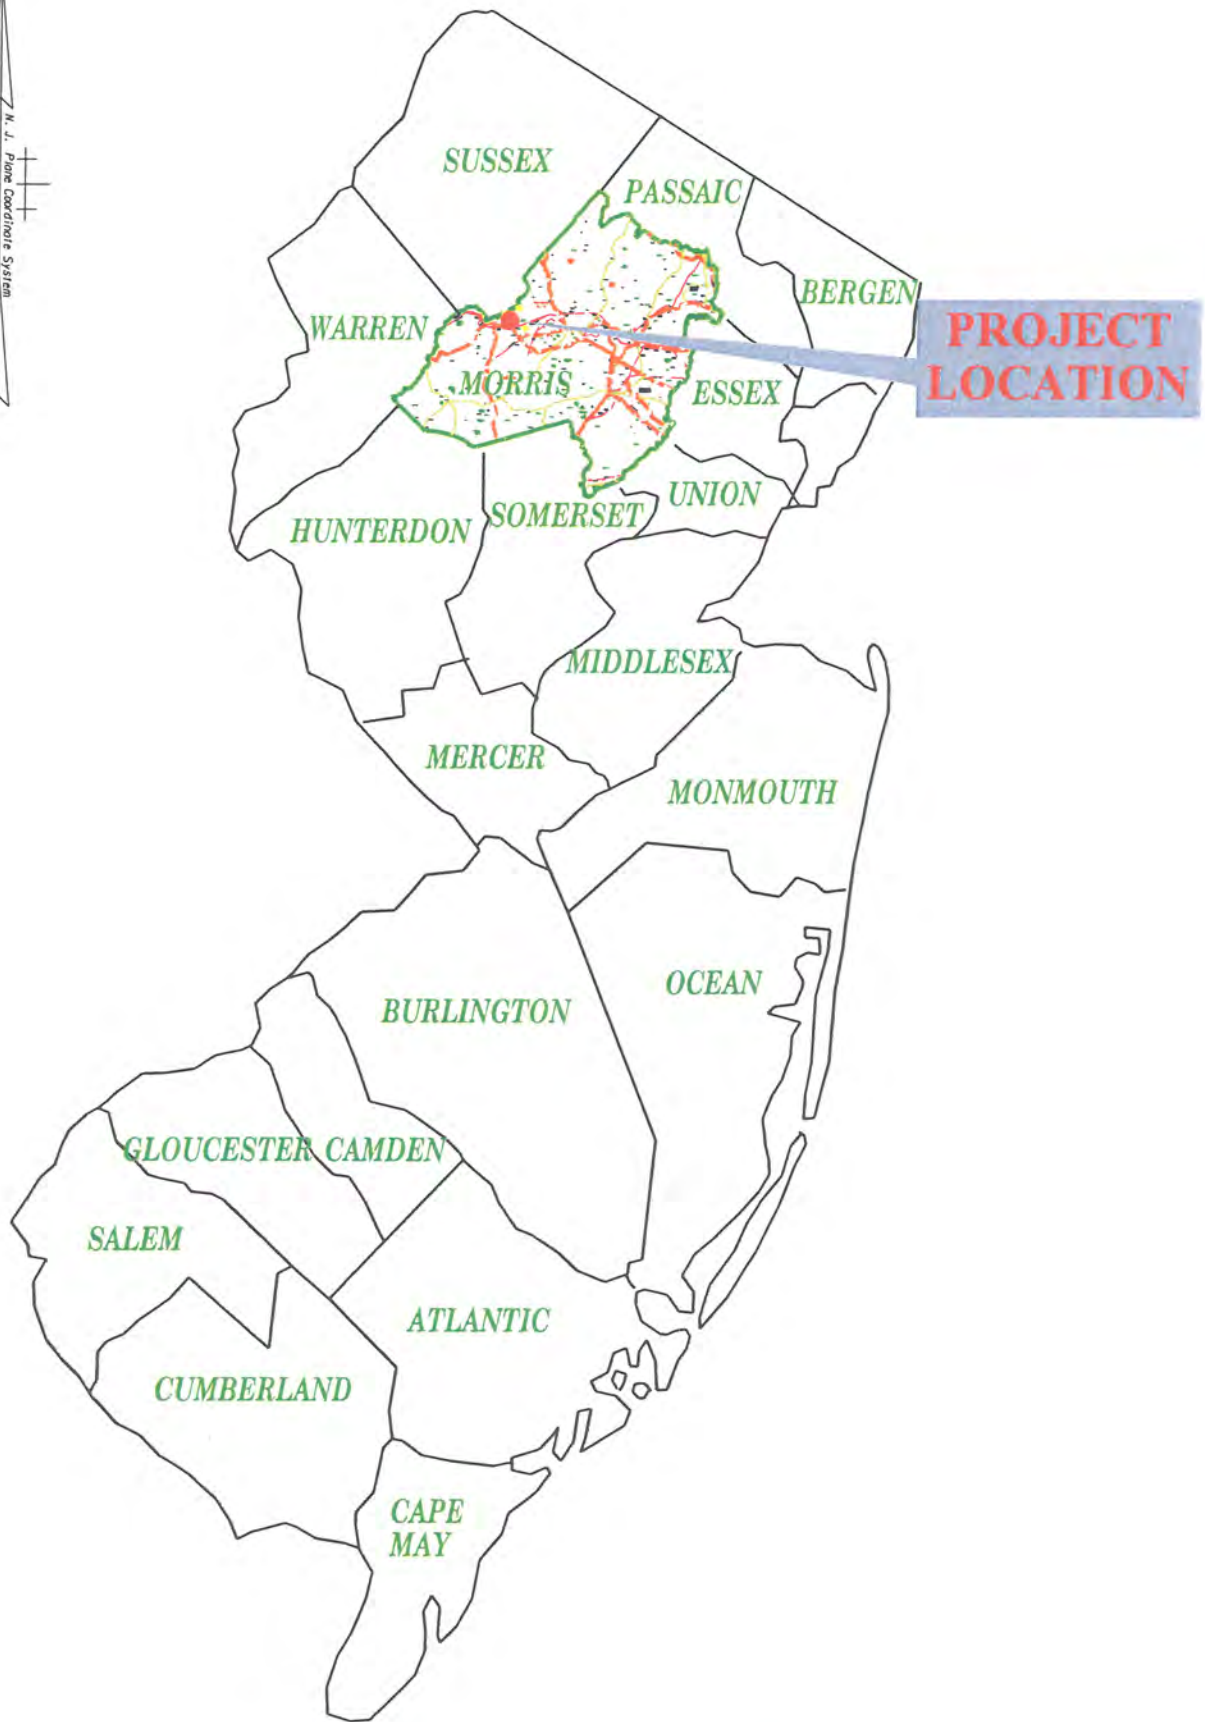 N. J. Plane Coordinate System
SUSSEX
PASSAIC
BERGEN
WARREN
PROJECT
LOCATION
MORRIS
ESSEX
UNION
SOMERSET
HUNTERDON
MIDDLESEX
MERCER
MONMOUTH
OCEAN
BURLINGTON
GLOUCESTER CAMDEN
SALEM
ATLANTIC
CUMBERLAND
CAPE
MAY